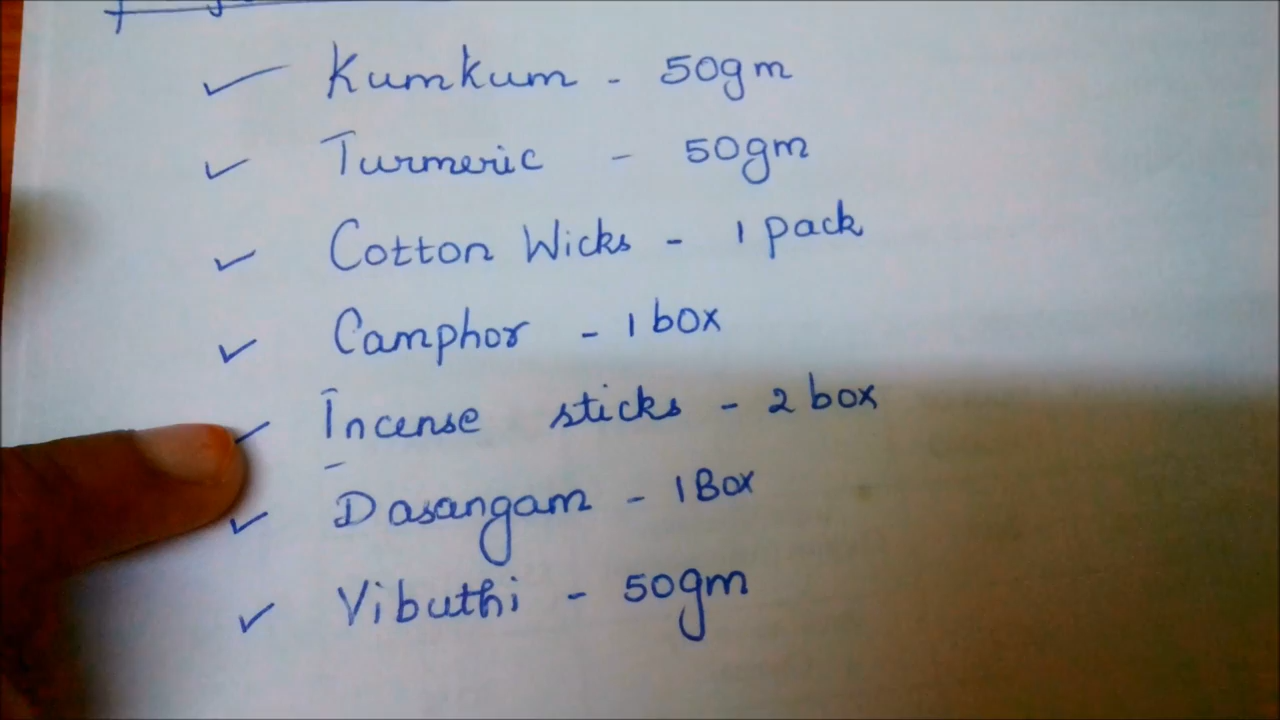 Kumkum - 50gm
Turmeric - 50gm
Cotton Wicks - 1 pack
Camphor - 1 box
Incense sticks - 2 box
Dasangam - 1 Box
Vibuthi - 50gm